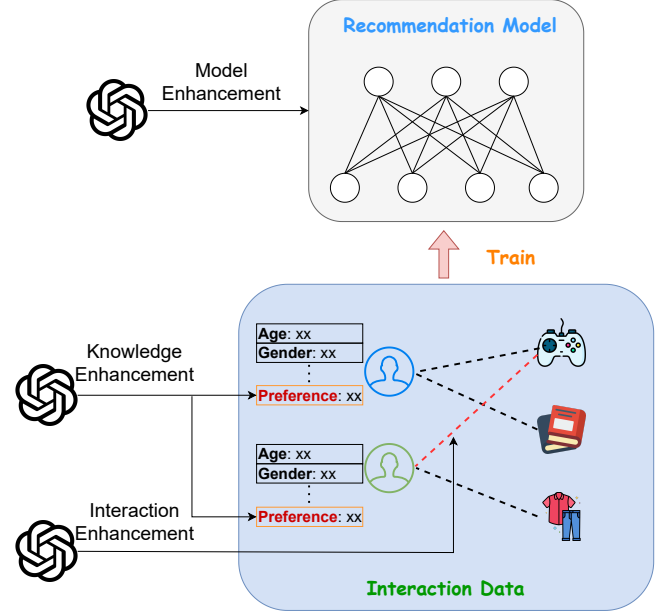 Recommendation Model
Model
Enhancement
Train
Age: xx
Gender: xx
Knowledge
Enhancement
Preference: xx
Age: xx
Gender: xx
Interaction
Enhancement
Preference: xx
Interaction Data